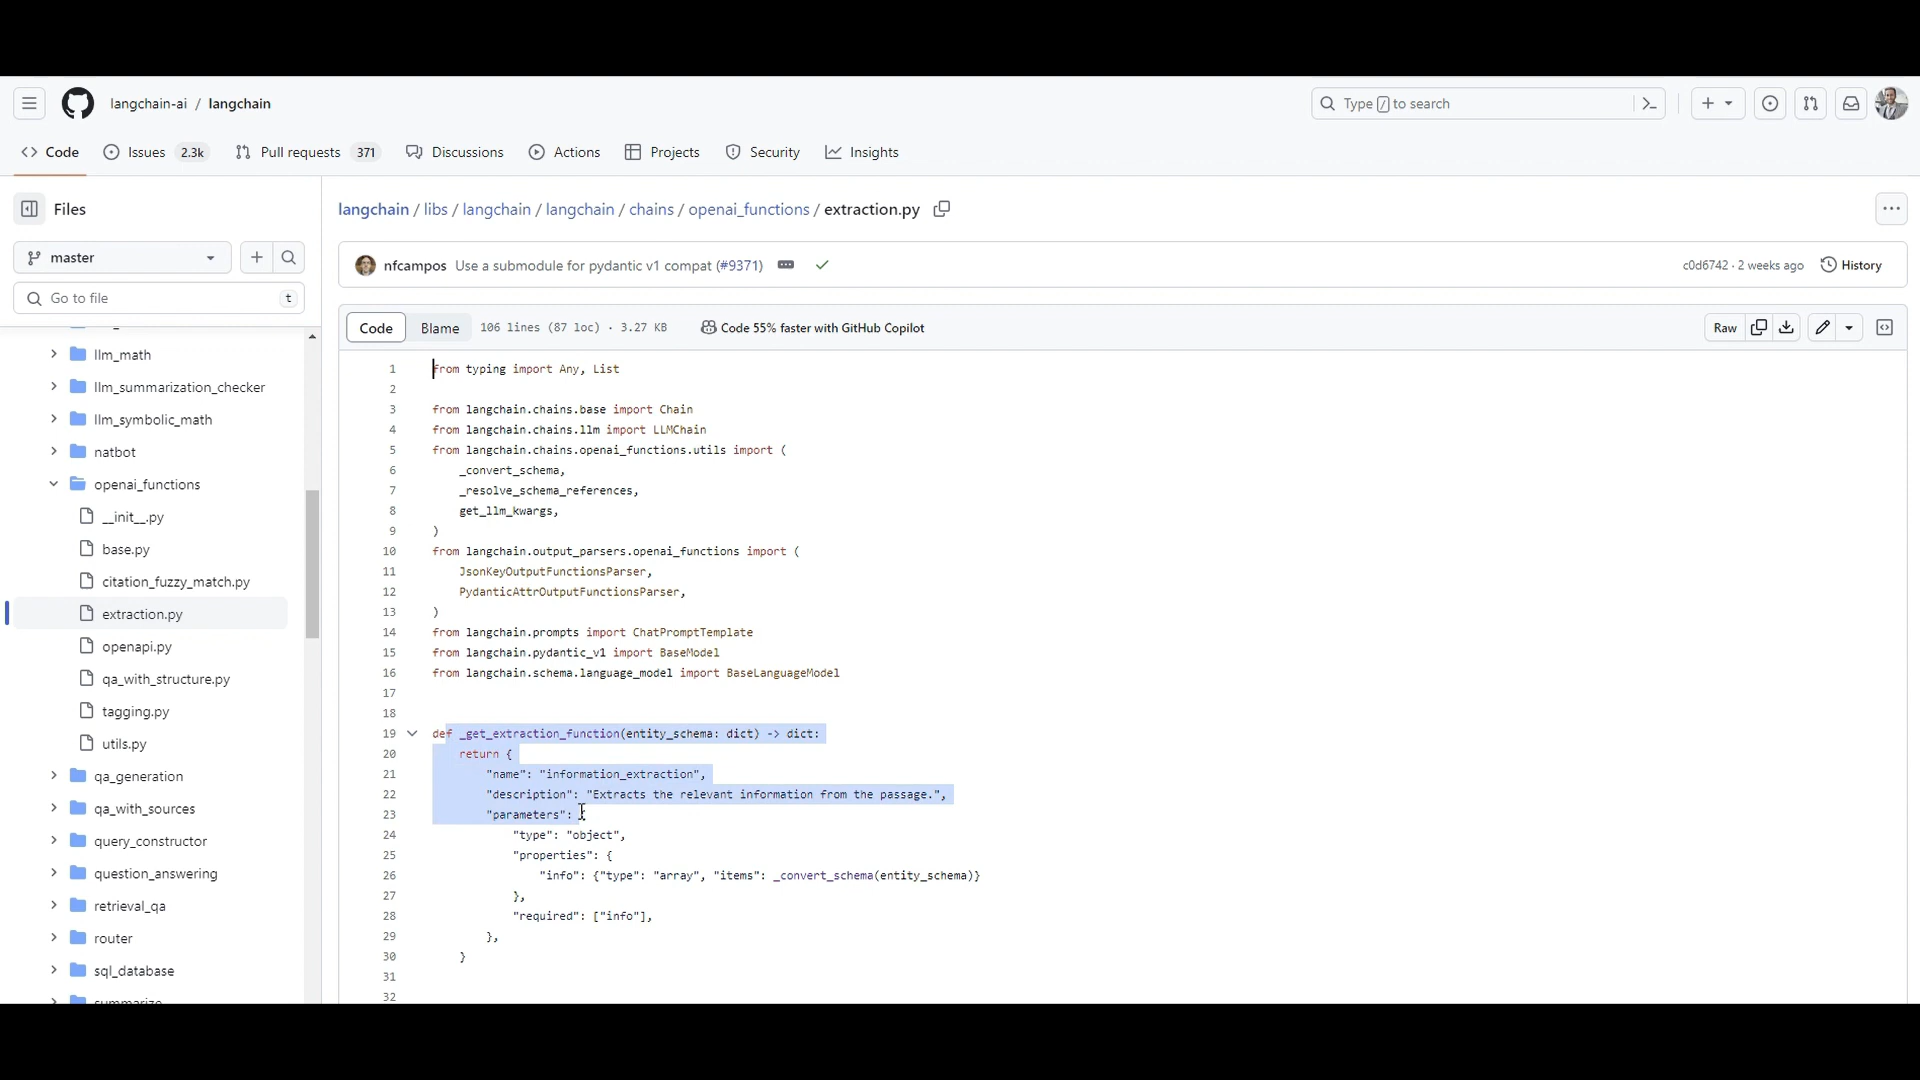 langchain-ai / langchain
Type / to search
Code
Issues 2.3k
Pull requests 371
Discussions
Actions
Projects
Security
Insights
Files
master
Go to file
t
llm_math
llm_summarization_checker
llm_symbolic_math
natbot
openai_functions
__init__.py
base.py
citation_fuzzy_match.py
extraction.py
openapi.py
qa_with_structure.py
tagging.py
utils.py
qa_generation
qa_with_sources
query_constructor
question_answering
retrieval_qa
router
sql_database
summarize
langchain / libs / langchain / langchain / chains / openai_functions / extraction.py
nfcampos Use a submodule for pydantic v1 compat (#9371)
c0d6742 · 2 weeks ago
History
Code
Blame
106 lines (87 loc) · 3.27 KB
Code 55% faster with GitHub Copilot
Raw
1 from typing import Any, List
2
3 from langchain.chains.base import Chain
4 from langchain.chains.llm import LLMChain
5 from langchain.chains.openai_functions.utils import (
6 _convert_schema,
7 _resolve_schema_references,
8 get_llm_kwargs,
9 )
10 from langchain.output_parsers.openai_functions import (
11 JsonKeyOutputFunctionsParser,
12 PydanticAttrOutputFunctionsParser,
13 )
14 from langchain.prompts import ChatPromptTemplate
15 from langchain.pydantic_v1 import BaseModel
16 from langchain.schema.language_model import BaseLanguageModel
17
18
19 def _get_extraction_function(entity_schema: dict) -> dict:
20 return {
21 "name": "information_extraction",
22 "description": "Extracts the relevant information from the passage.",
23 "parameters": {
24 "type": "object",
25 "properties": {
26 "info": {"type": "array", "items": _convert_schema(entity_schema)}
27 },
28 "required": ["info"],
29 },
30 }
31
32